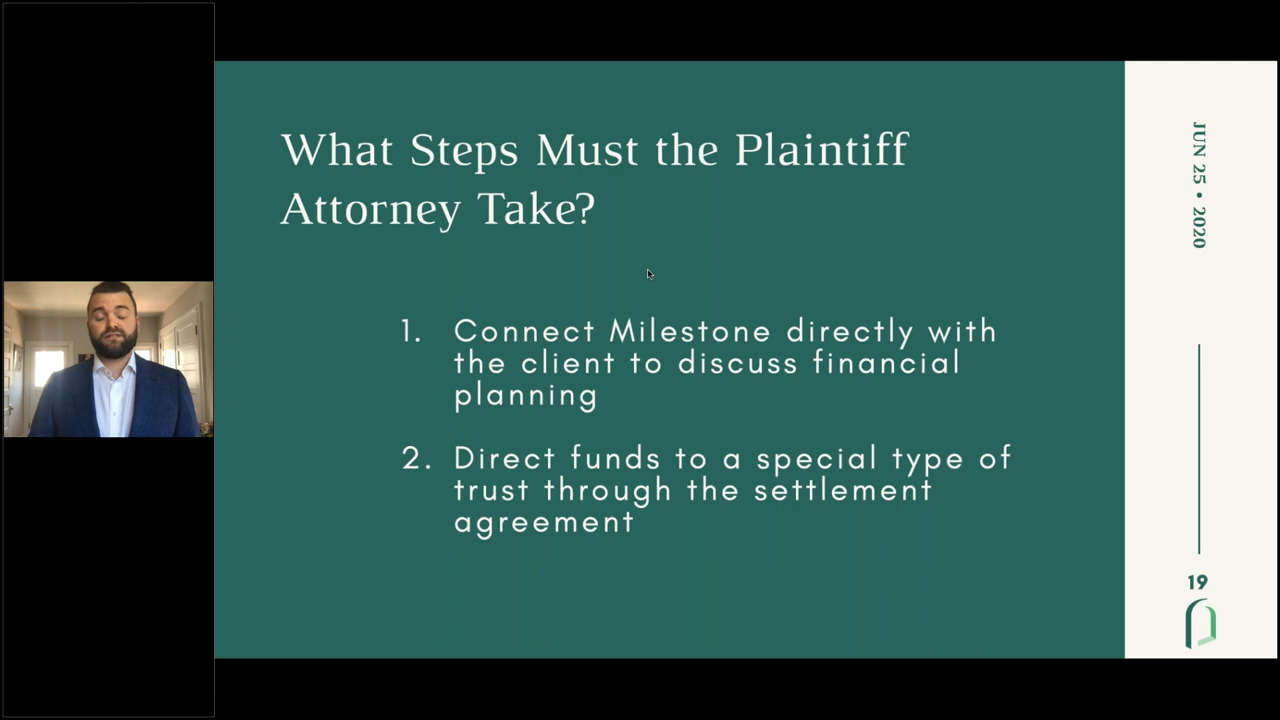 What Steps Must the Plaintiff
Attorney Take?
1. Connect Milestone directly with
the client to discuss financial
planning
2. Direct funds to a special type of
trust through the settlement
agreement
JUN 25 • 2020
19